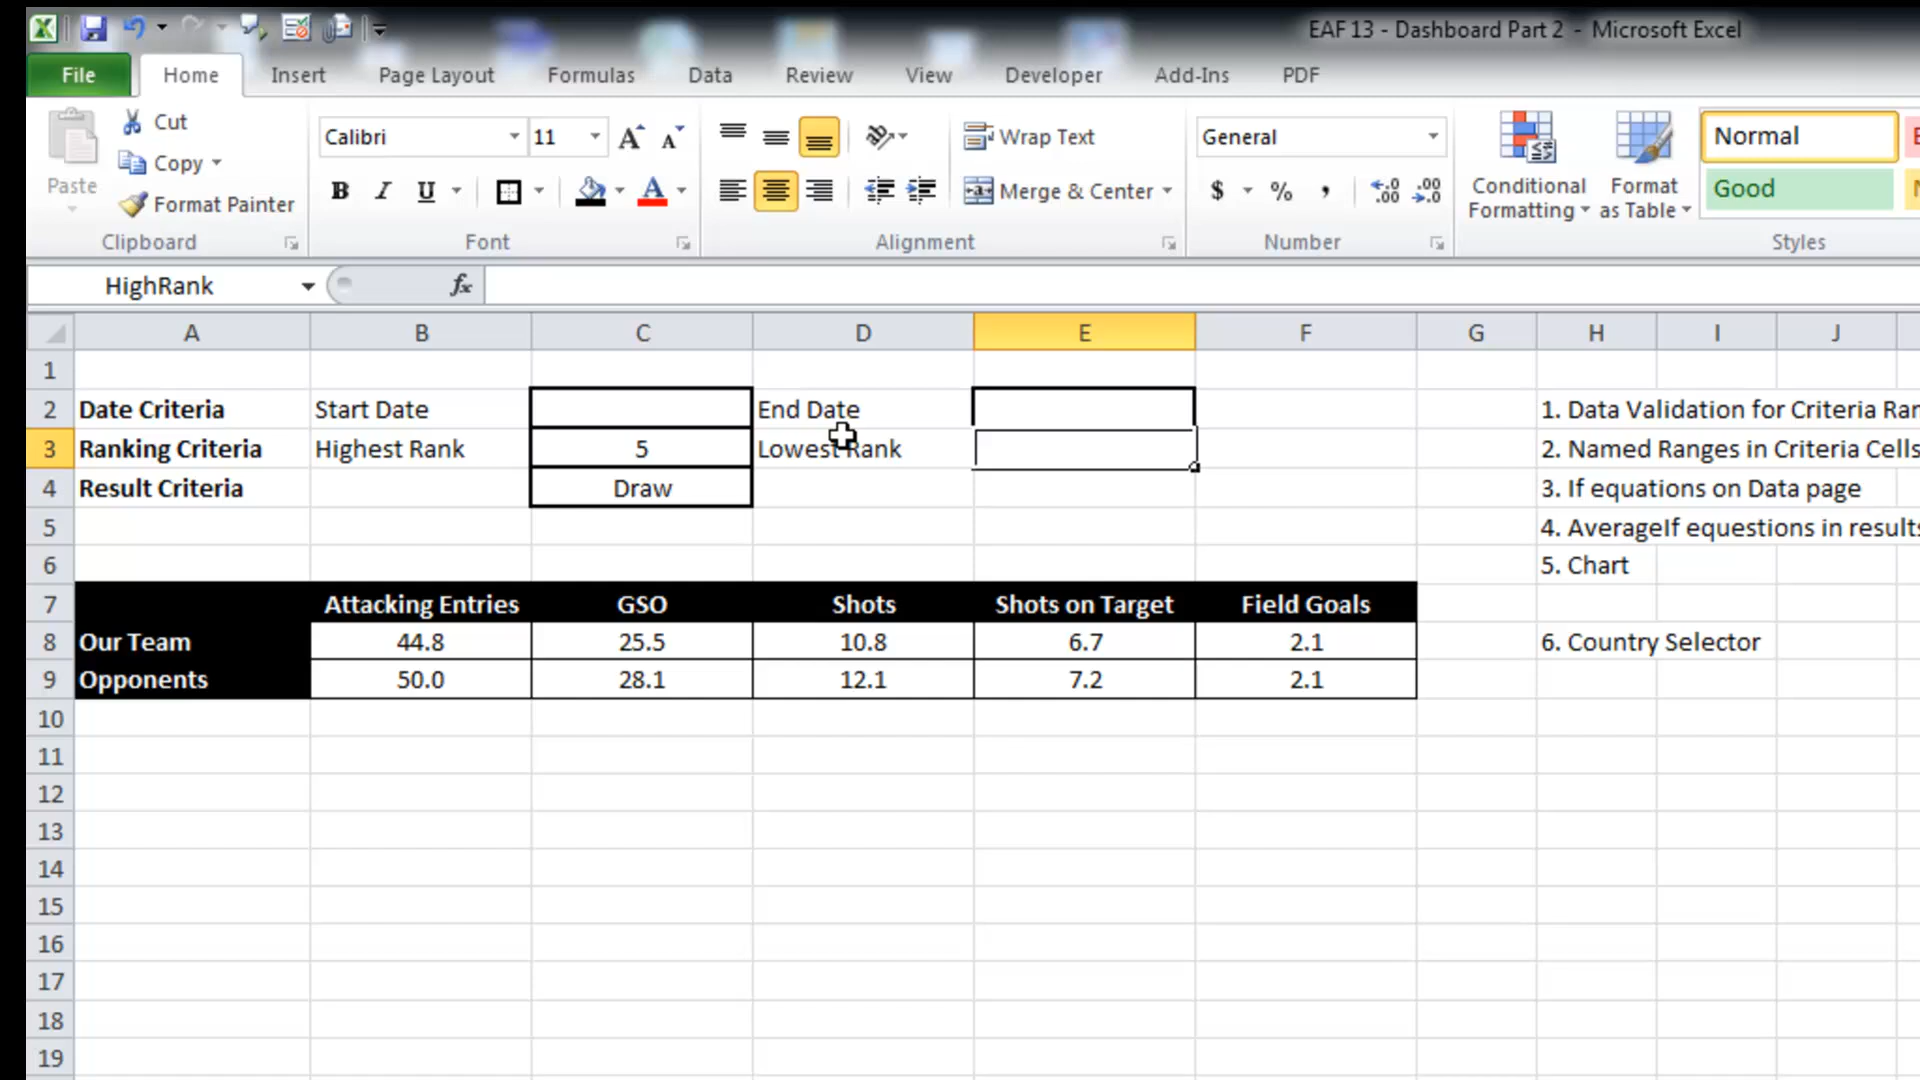 EAF 13 - Dashboard Part 2 - Microsoft Excel
File Home Insert Page Layout Formulas Data Review View Developer Add-Ins PDF
Paste
Cut
Copy
Format Painter
Clipboard
Calibri 11
B I U
Font
Wrap Text
Merge & Center
Alignment
General
$ % ,
Number
Conditional Formatting
Format as Table
Normal
Good
Styles
HighRank fx
A B C D E F G H I J
1
2 Date Criteria Start Date End Date 1. Data Validation for Criteria Ran
3 Ranking Criteria Highest Rank 5 Lowest Rank 2. Named Ranges in Criteria Cells
4 Result Criteria Draw 3. If equations on Data page
5 4. AverageIf equestions in results
6 5. Chart
7 Attacking Entries GSO Shots Shots on Target Field Goals
8 Our Team 44.8 25.5 10.8 6.7 2.1 6. Country Selector
9 Opponents 50.0 28.1 12.1 7.2 2.1
10
11
12
13
14
15
16
17
18
19